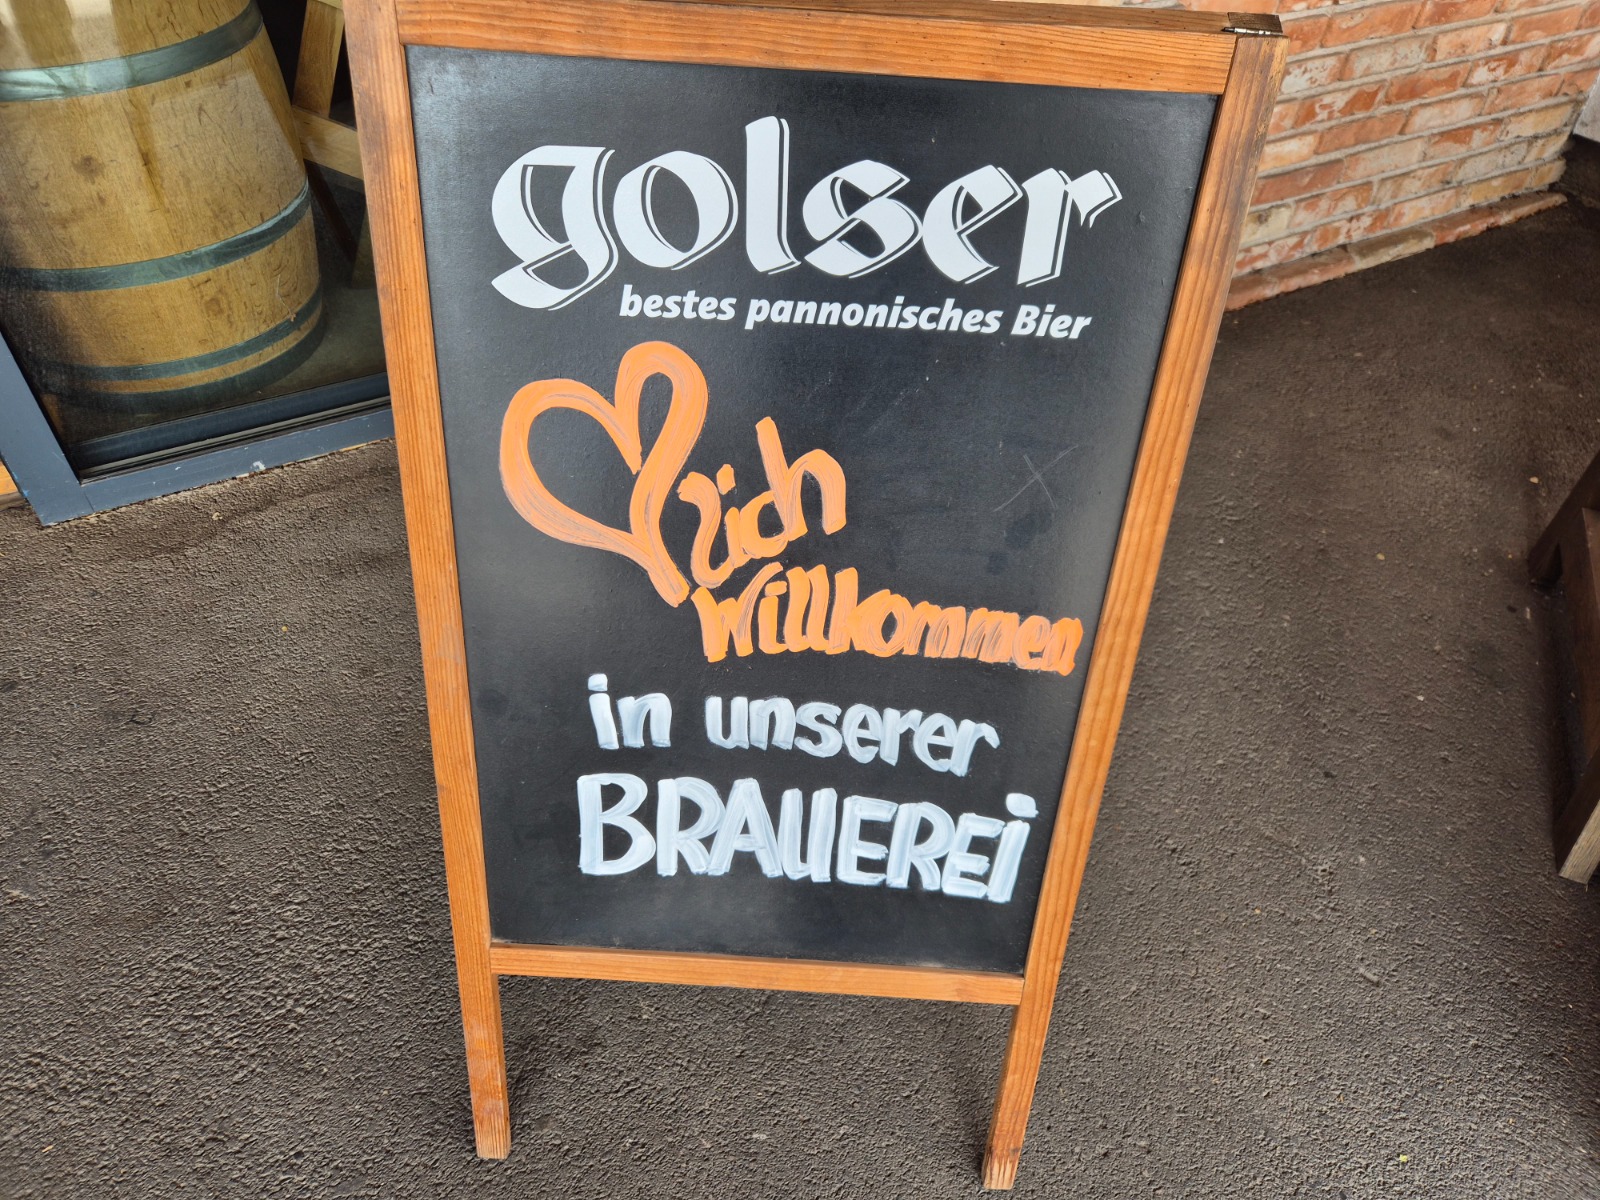 golser
bestes pannonisches Bier
lich
Willkommen
in unserer
BRAUEREi